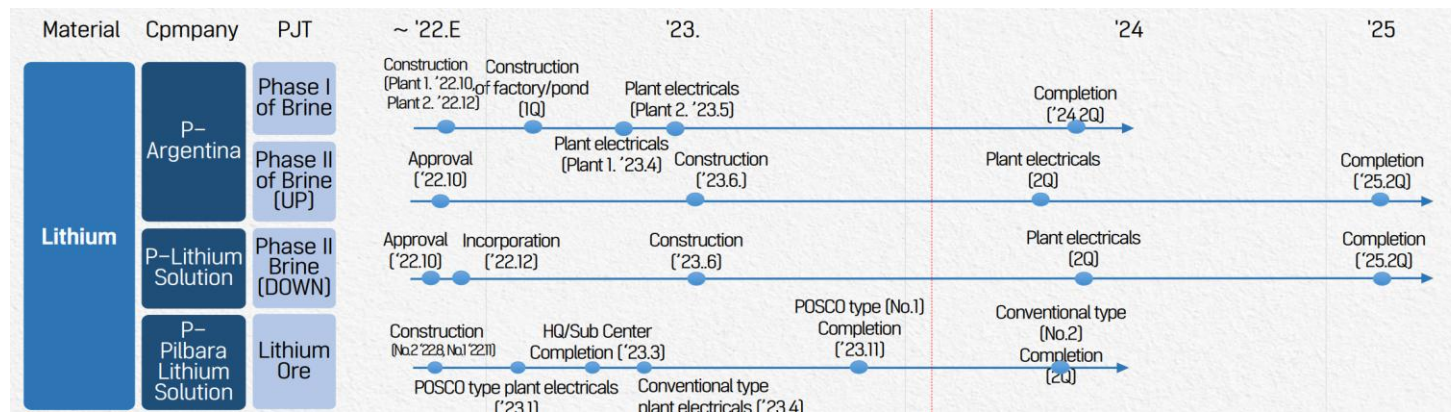 Material Cpmpany PJT ~ '22.E '23. '24 '25
Lithium
P-
Argentina
Phase I
of Brine
Construction
(Plant 1. '22.10,
Plant 2. '22.12)
Construction
of factory/pond
(1Q)
Plant electricals
(Plant 1. '23.4)
Plant electricals
(Plant 2. '23.5)
Completion
('24.2Q)
Phase II
of Brine
(UP)
Approval
('22.10)
Construction
('23.6.)
Plant electricals
(2Q)
Completion
('25.2Q)
P-Lithium
Solution
Phase II
Brine
(DOWN)
Approval
('22.10)
Incorporation
('22.12)
Construction
('23..6)
Plant electricals
(2Q)
Completion
('25.2Q)
P-
Pilbara
Lithium
Solution
Lithium
Ore
Construction
(No.2 '22.8, No.1 '22.11)
POSCO type plant electricals
('23.1)
HQ/Sub Center
Completion ('23.3)
Conventional type
plant electricals ('23.4)
POSCO type (No.1)
Completion
('23.11)
Conventional type
(No.2)
Completion
(2Q)